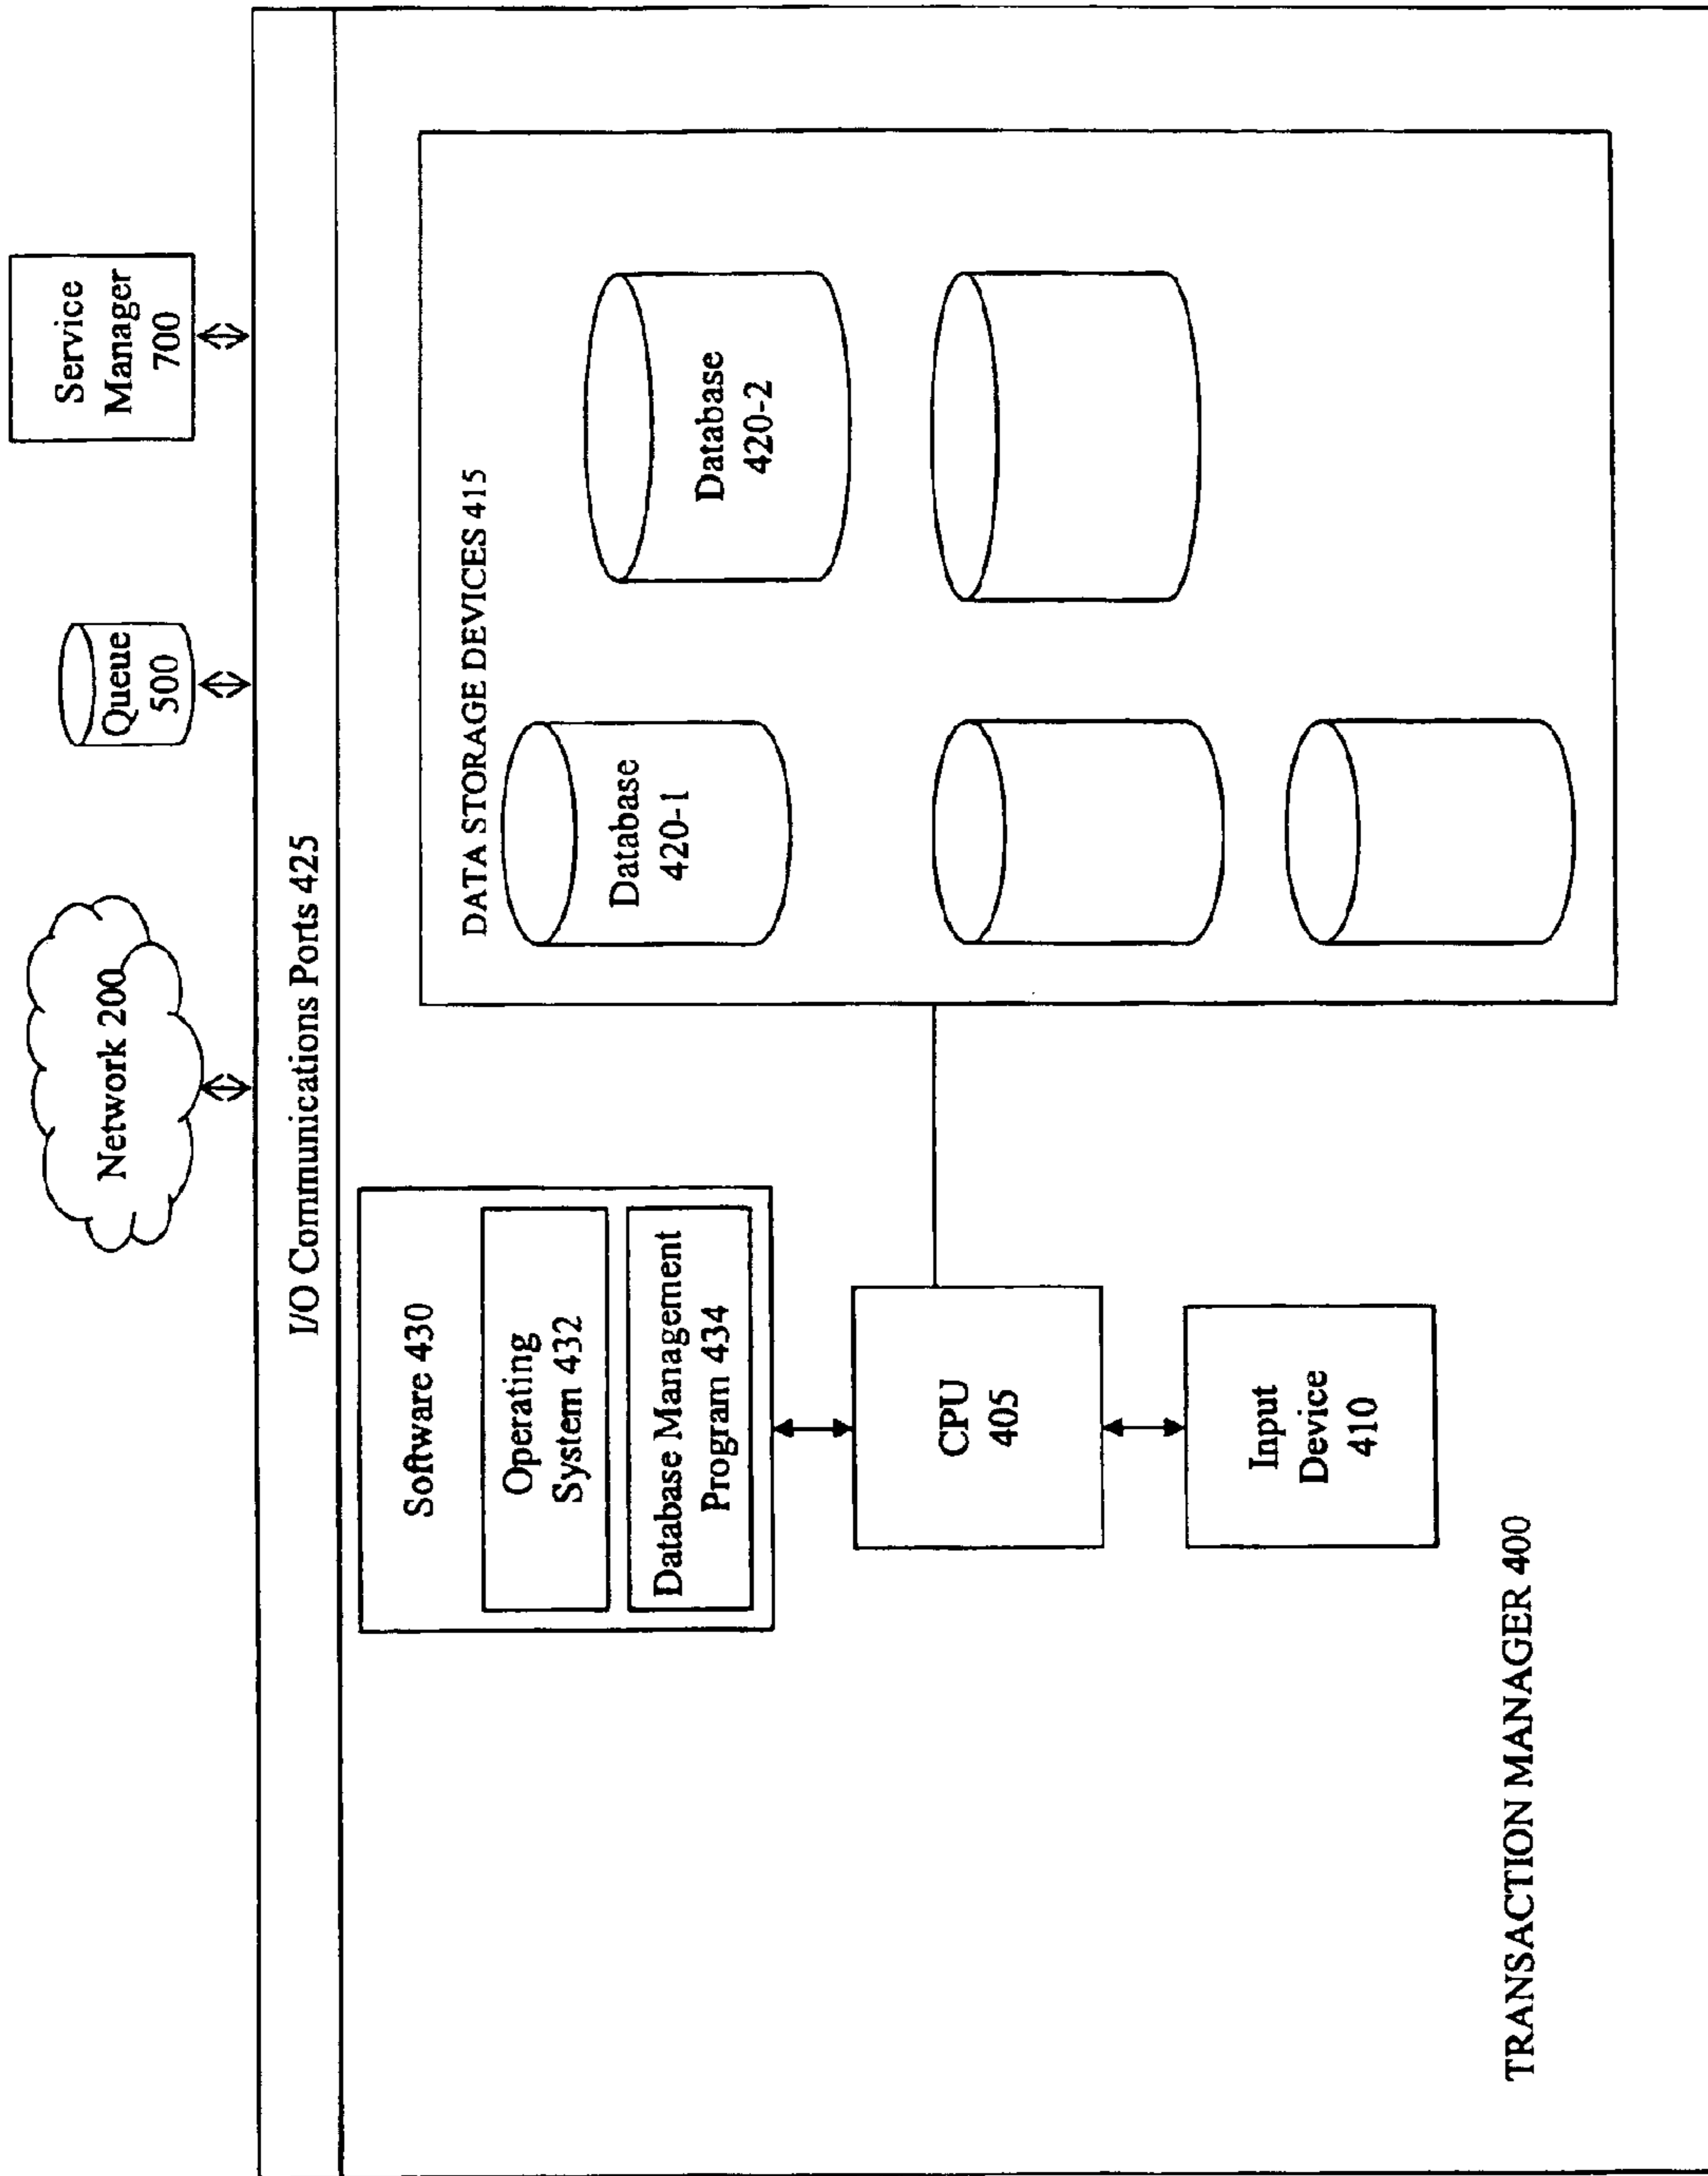 Network 200
Queue
500
Service
Manager
700
I/O Communications Ports 425
Software 430
Operating
System 432
Database Management
Program 434
CPU
405
Input
Device
410
DATA STORAGE DEVICES 415
Database
420-1
Database
420-2
TRANSACTION MANAGER 400